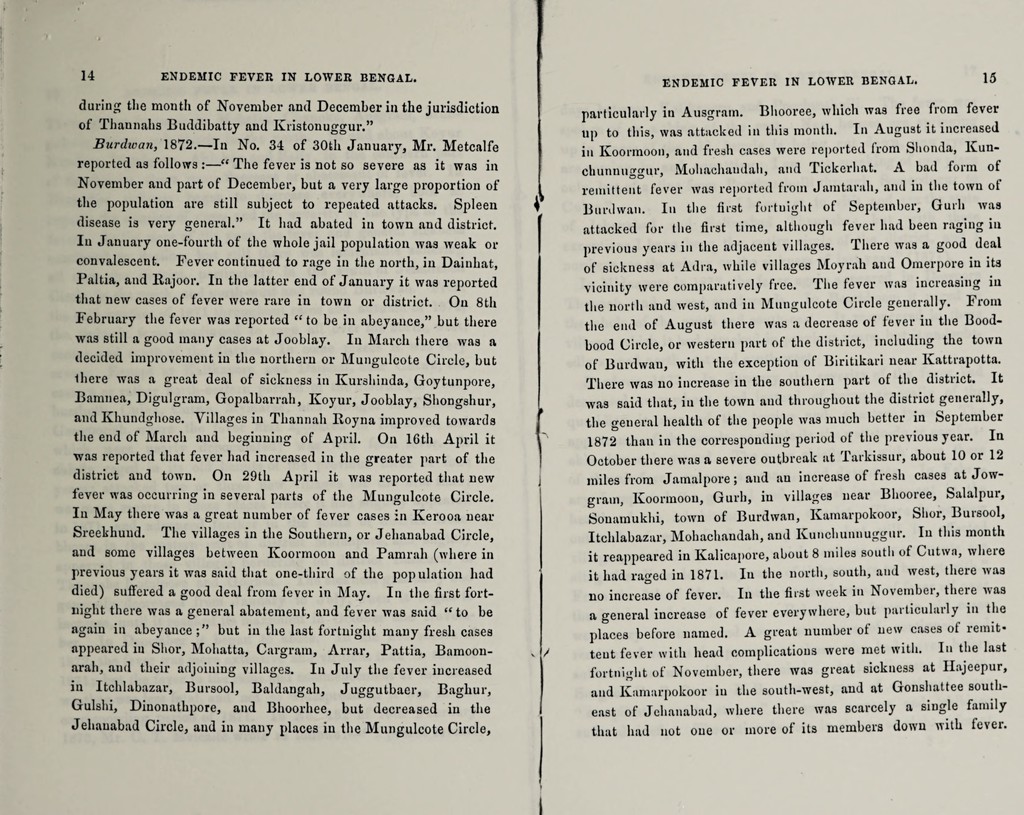 14 ENDEMIC FEVER IN LOWER BENGAL.
during the month of November and December in the jurisdiction
of Thannahs Buddibatty and Kristonuggur.”
Burdwan, 1872.—In No. 34 of 30th January, Mr. Metcalfe
reported as follows :—“ The fever is not so severe as it was in
November and part of December, but a very large proportion of
the population are still subject to repeated attacks. Spleen
disease is very general.” It had abated in town and district.
In January one-fourth of the whole jail population was weak or
convalescent. Fever continued to rage in the north, in Dainhat,
Paltia, and Rajoor. In the latter end of January it was reported
that new cases of fever were rare in town or district. On 8th
February the fever was reported “ to be in abeyance,” but there
was still a good many cases at Jooblay. In March there was a
decided improvement in the northern or Mungulcote Circle, but
there was a great deal of sickness in Kurshinda, Goytunpore,
Bamnea, Digulgram, Gopalbarrah, Koyur, Jooblay, Shongshur,
and Khundghose. Villages in Thannah Royna improved towards
the end of March and beginning of April. On 16th April it
was reported that fever had increased in the greater part of the
district and town. On 29th April it was reported that new
fever was occurring in several parts of the Mungulcote Circle.
In May there was a great number of fever cases in Kerooa near
Sreekhund. The villages in the Southern, or Jehanabad Circle,
and some villages between Koormoon and Pamrah (where in
previous years it was said that one-third of the population had
died) suffered a good deal from fever in May. In the first fort-
night there was a general abatement, and fever was said “ to be
again in abeyance ;” but in the last fortnight many fresh cases
appeared in Shor, Mohatta, Cargram, Arrar, Pattia, Bamoon-
arah, and their adjoining villages. In July the fever increased
in Itchlabazar, Bursool, Baldangah, Juggutbaer, Baghur,
Gulshi, Dinonathpore, and Bhoorhee, but decreased in the
Jehanabad Circle, and in many places in the Mungulcote Circle,
ENDEMIC FEVER IN LOWER BENGAL. 15
particularly in Ausgram. Bhooree, which was free from fever
up to this, was attacked in this month. In August it increased
in Koormoon, and fresh cases were reported from Shonda, Kun-
chunnuggur, Mohachandah, and Tickerhat. A bad form of
remittent fever was reported from Jamtarah, and in the town of
Burdwan. In the first fortnight of September, Gurh was
attacked for the first time, although fever had been raging in
previous years in the adjacent villages. There was a good deal
of sickness at Adra, while villages Moyrah and Omerpore in its
vicinity were comparatively free. The fever was increasing in
the north and west, and in Mungulcote Circle generally. From
the end of August there was a decrease of fever in the Bood-
bood Circle, or western part of the district, including the town
of Burdwan, with the exception of Biritikari near Kattrapotta.
There was no increase in the southern part of the district. It
was said that, in the town and throughout the district generally,
the general health of the people was much better in September
1872 than in the corresponding period of the previous year. In
October there was a severe outbreak at Tarkissur, about 10 or 12
miles from Jamalpore ; and an increase of fresh cases at Jow-
gram, Koormoon, Gurh, in villages near Bhooree, Salalpur,
Sonamukhi, town of Burdwan, Kamarpokoor, Shor, Bursool,
Itchlabazar, Mohachandah, and Kunchunnuggur. In this month
it reappeared in Kalicapore, about 8 miles south of Cutwa, where
it had raged in 1871. In the north, south, and west, there was
no increase of fever. In the first week in November, there was
a general increase of fever everywhere, but particularly in the
places before named. A great number of new cases of remit-
tent fever with head complications were met with. In the last
fortnight of November, there was great sickness at Hajeepur,
and Kamarpokoor in the south-west, and at Gonshattee south-
east of Jehanabad, where there was scarcely a single family
that had not one or more of its members down with fever.